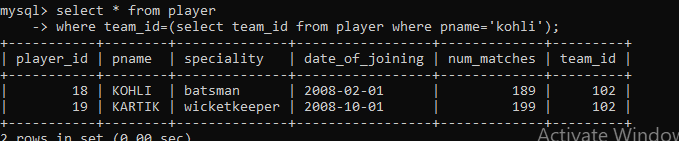 mysql> select * from player
    -> where team_id=(select team_id from player where pname='kohli');
+-----------+--------+--------------+-----------------+-------------+---------+
| player_id | pname  | speciality   | date_of_joining | num_matches | team_id |
+-----------+--------+--------------+-----------------+-------------+---------+
|        18 | KOHLI  | batsman      | 2008-02-01      |         189 |     102 |
|        19 | KARTIK | wicketkeeper | 2008-10-01      |         199 |     102 |
+-----------+--------+--------------+-----------------+-------------+---------+
2 rows in set (0.00 sec)
Activate Window